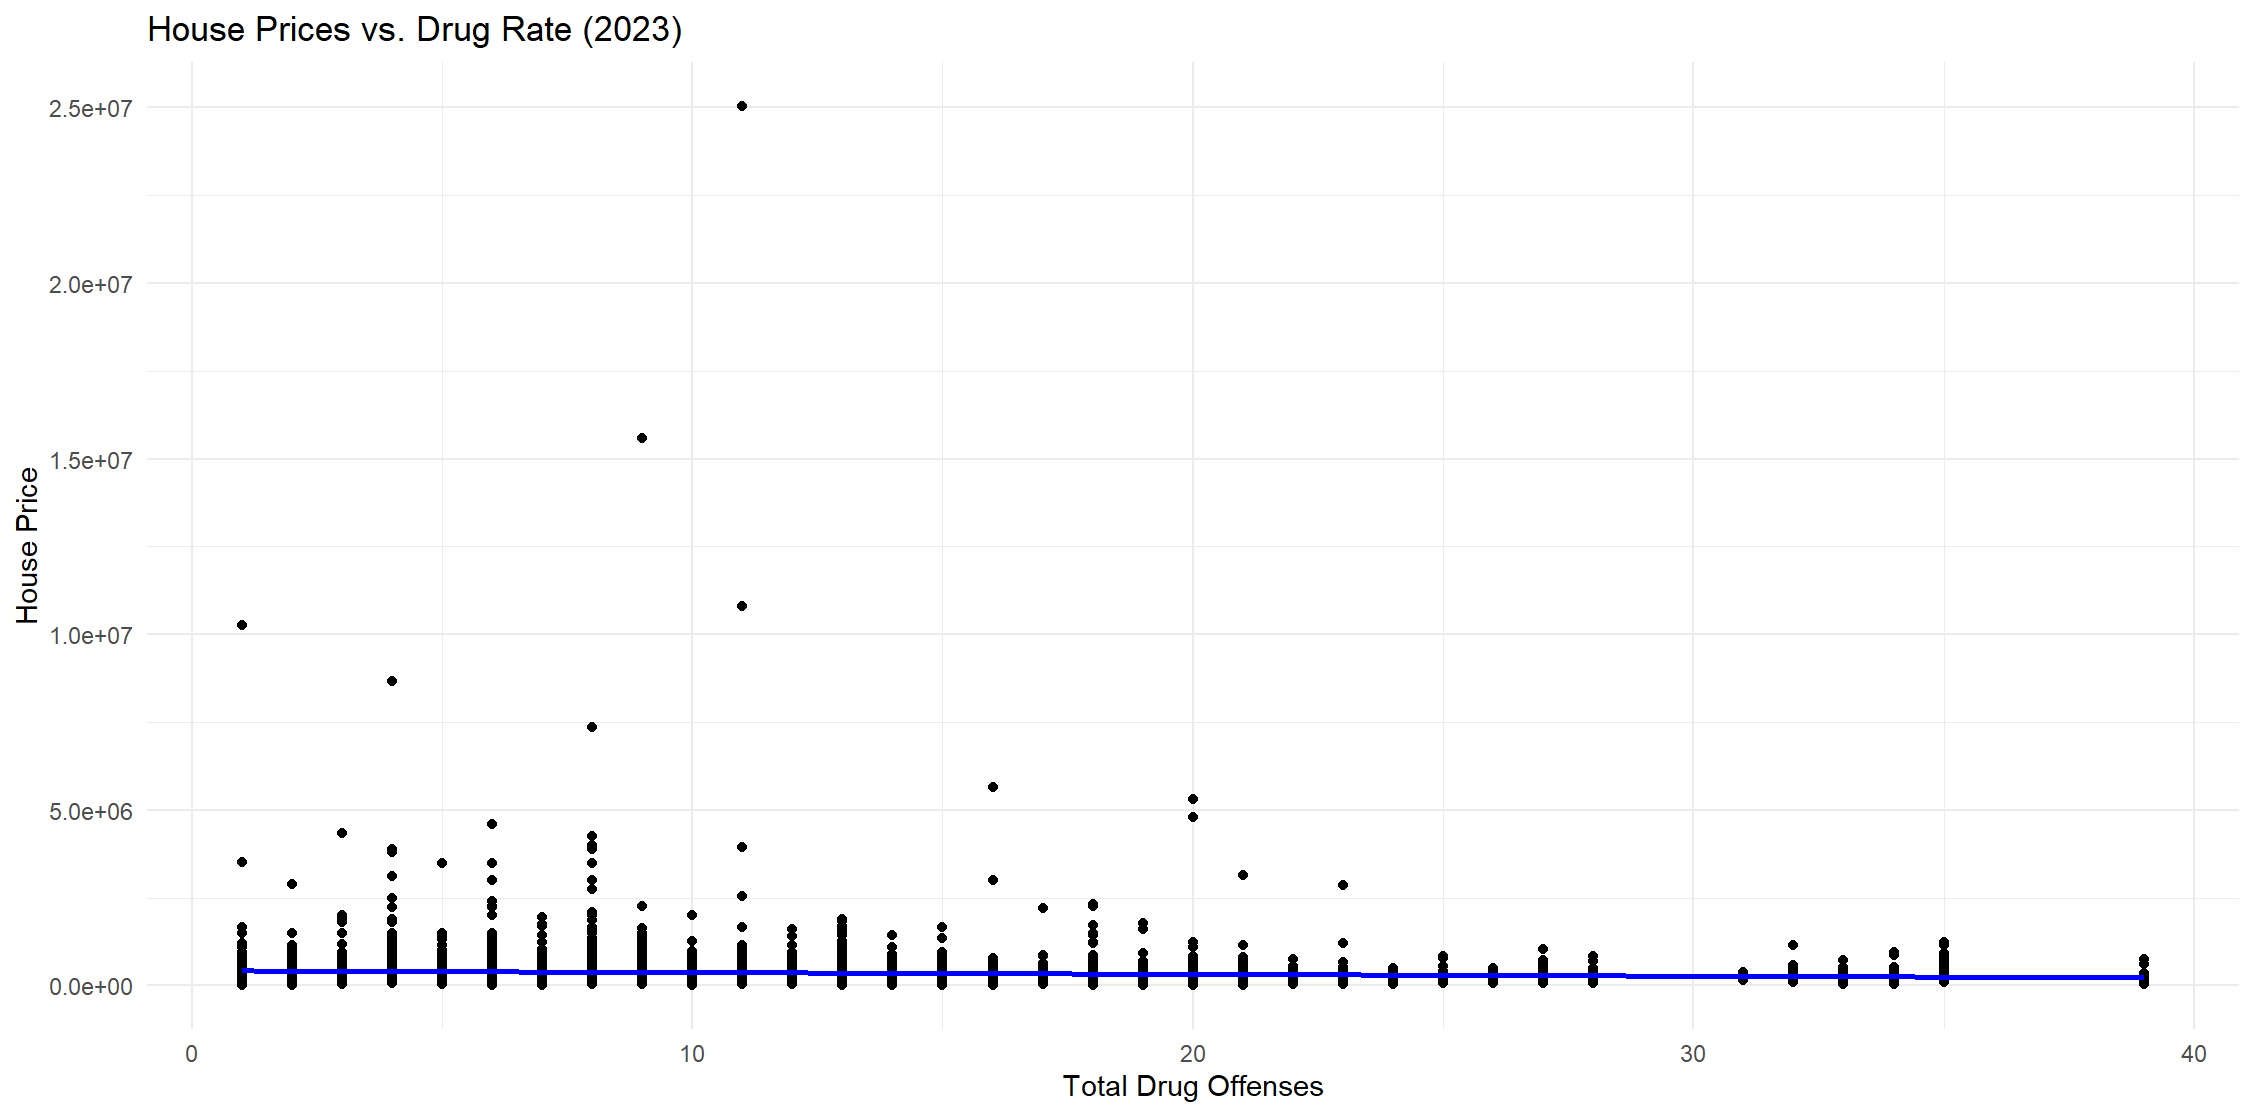 House Prices vs. Drug Rate (2023)
2.5e+07
2.0e+07
1.5e+07
1.0e+07
5.0e+06
0.0e+00
House Price
0 10 20 30 40
Total Drug Offenses